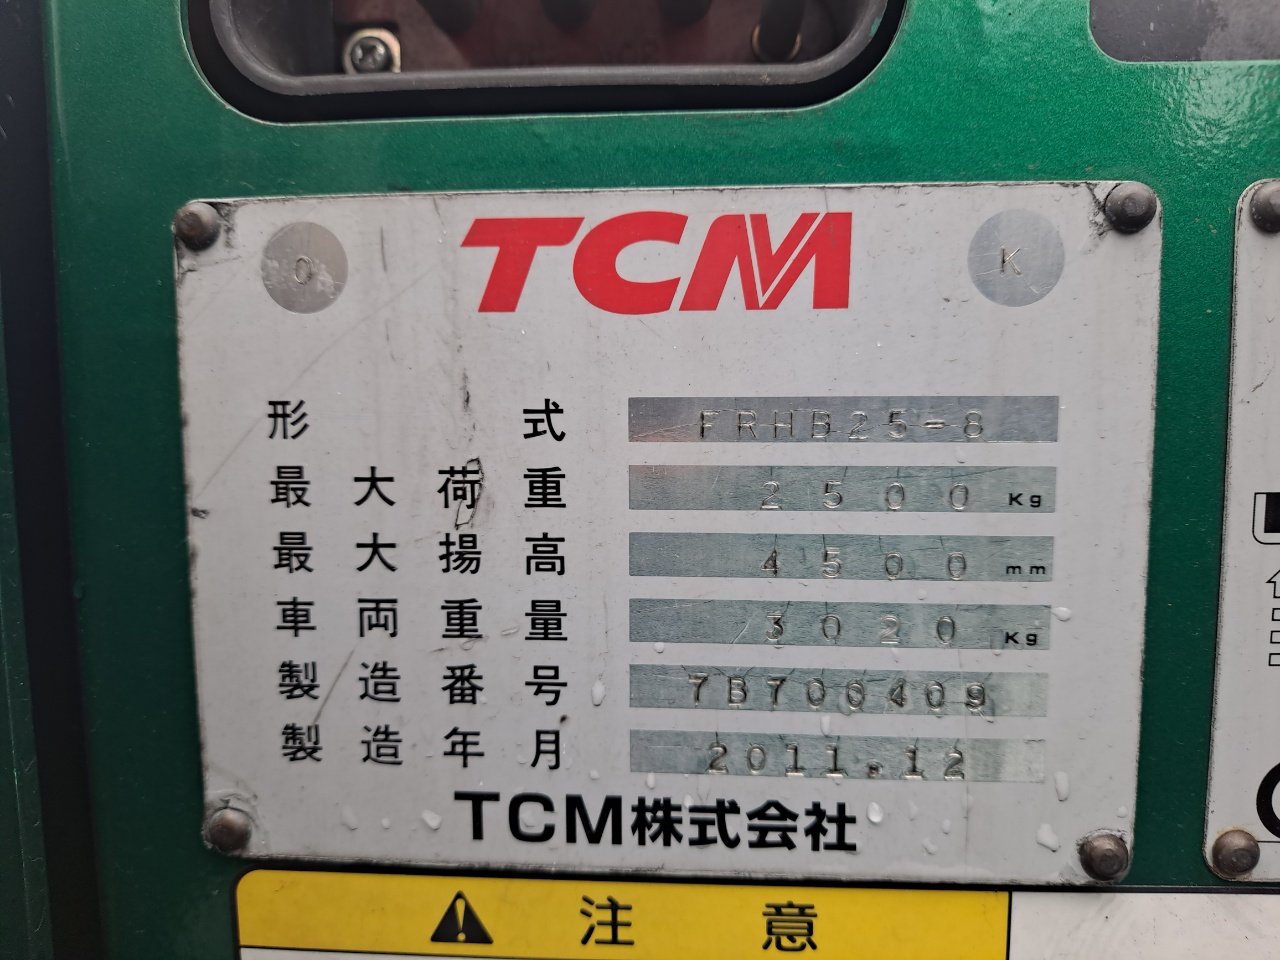 O TCM K
形式 FRHB25-8
最大荷重 2500 Kg
最大揚高 4500 mm
車両重量 3020 Kg
製造番号 7B700409
製造年月 2011.12
TCM株式会社
注意